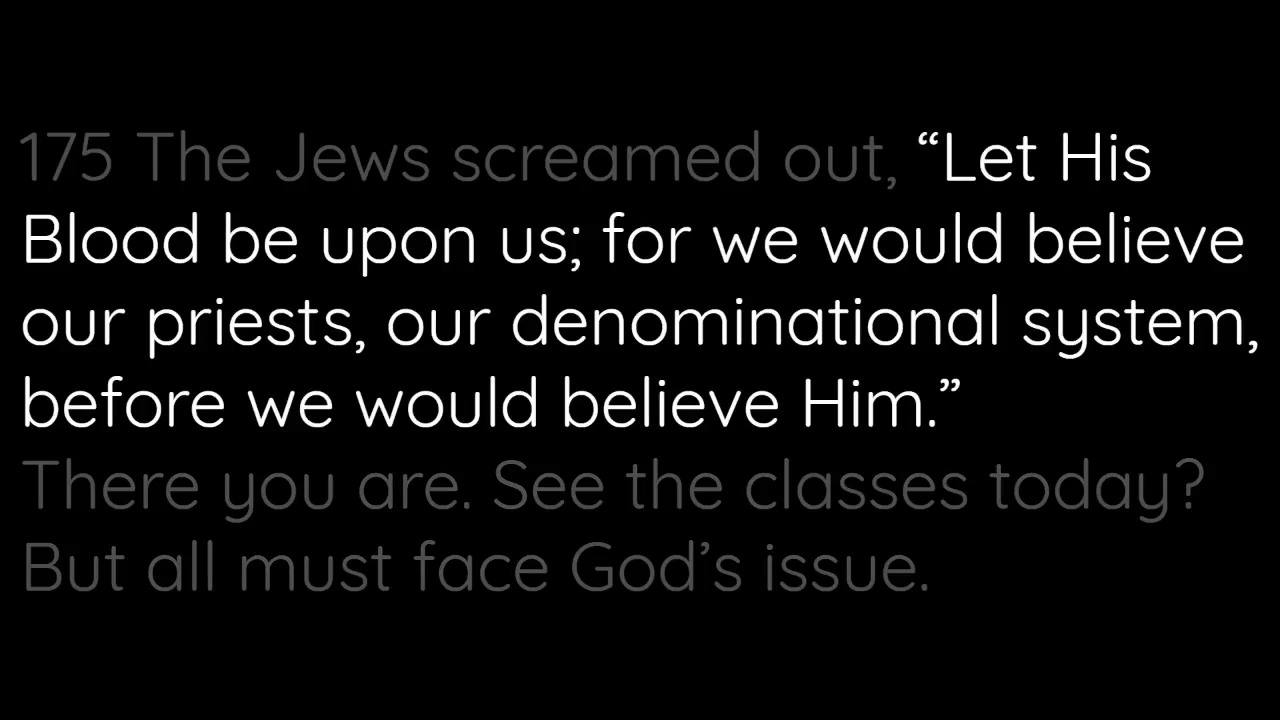 175 The Jews screamed out, “Let His
Blood be upon us; for we would believe
our priests, our denominational system,
before we would believe Him.”
There you are. See the classes today?
But all must face God’s issue.